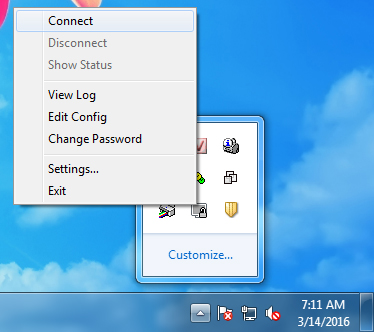 Connect
Disconnect
Show Status
View Log
Edit Config
Change Password
Settings...
Exit
Customize...
7:11 AM
3/14/2016